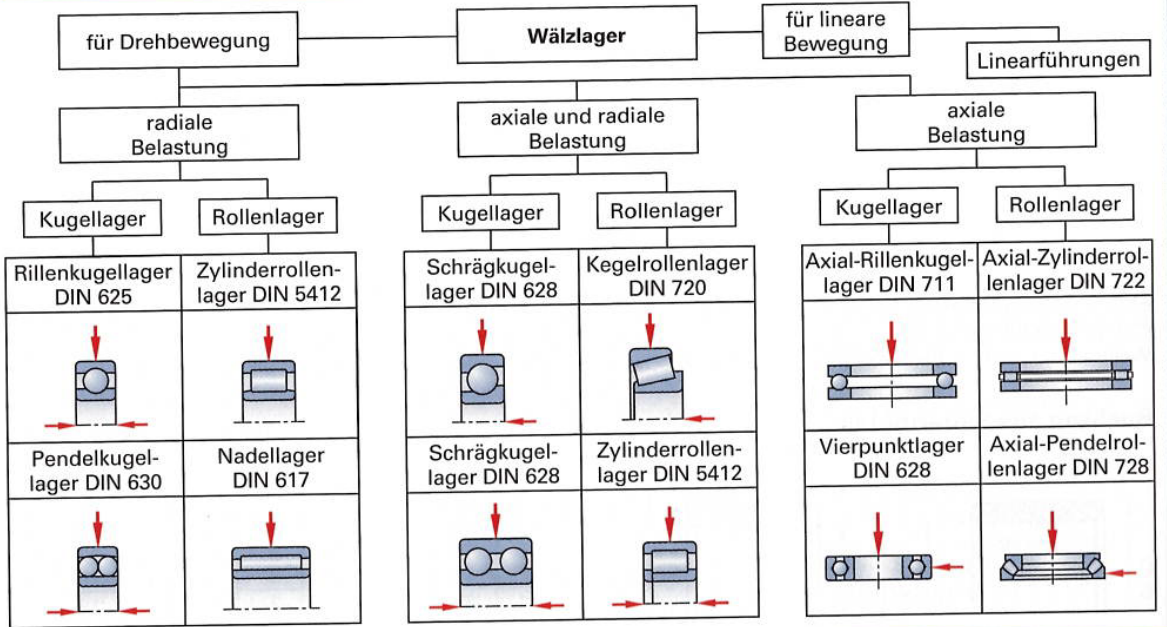 für Drehbewegung
Wälzlager
für lineare
Bewegung
Linearführungen
radiale
Belastung
axiale und radiale
Belastung
axiale
Belastung
Kugellager
Rollenlager
Kugellager
Rollenlager
Kugellager
Rollenlager
Rillenkugellager
DIN 625
Zylinderrollen-
lager DIN 5412
Schrägkugel-
lager DIN 628
Kegelrollenlager
DIN 720
Axial-Rillenkugel-
lager DIN 711
Axial-Zylinderrol-
lenlager DIN 722
Pendelkugel-
lager DIN 630
Nadellager
DIN 617
Schrägkugel-
lager DIN 628
Zylinderrollen-
lager DIN 5412
Vierpunktlager
DIN 628
Axial-Pendelrol-
lenlager DIN 728